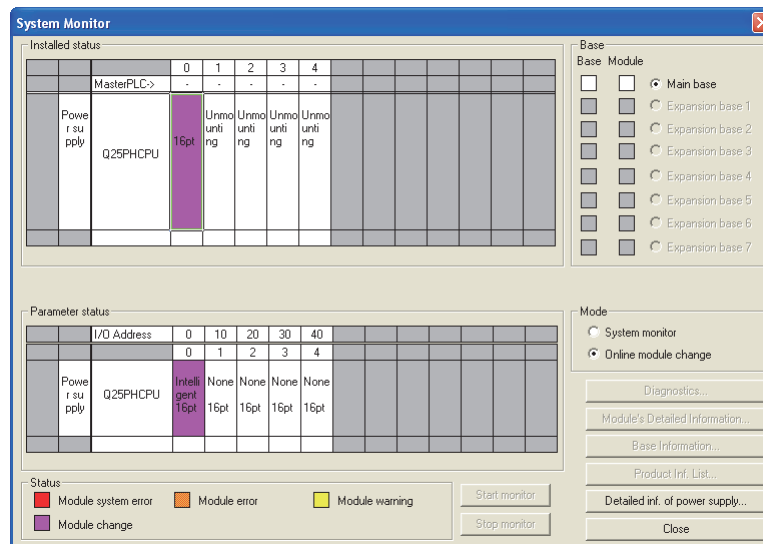 System Monitor
Installed status
0 1 2 3 4
MasterPLC-> - - - - -
Powe
r su
pply
Q25PHCPU
16pt
Unmo
unti
ng
Unmo
unti
ng
Unmo
unti
ng
Unmo
unti
ng
Base
Base Module
Main base
Expansion base 1
Expansion base 2
Expansion base 3
Expansion base 4
Expansion base 5
Expansion base 6
Expansion base 7
Parameter status
I/O Address 0 10 20 30 40
0 1 2 3 4
Powe
r su
pply
Q25PHCPU
Intelli
gent
16pt
None
16pt
None
16pt
None
16pt
None
16pt
Mode
System monitor
Online module change
Diagnostics...
Module's Detailed Information...
Base Information...
Product Inf. List...
Detailed inf. of power supply...
Close
Status
Module system error
Module error
Module warning
Module change
Start monitor
Stop monitor